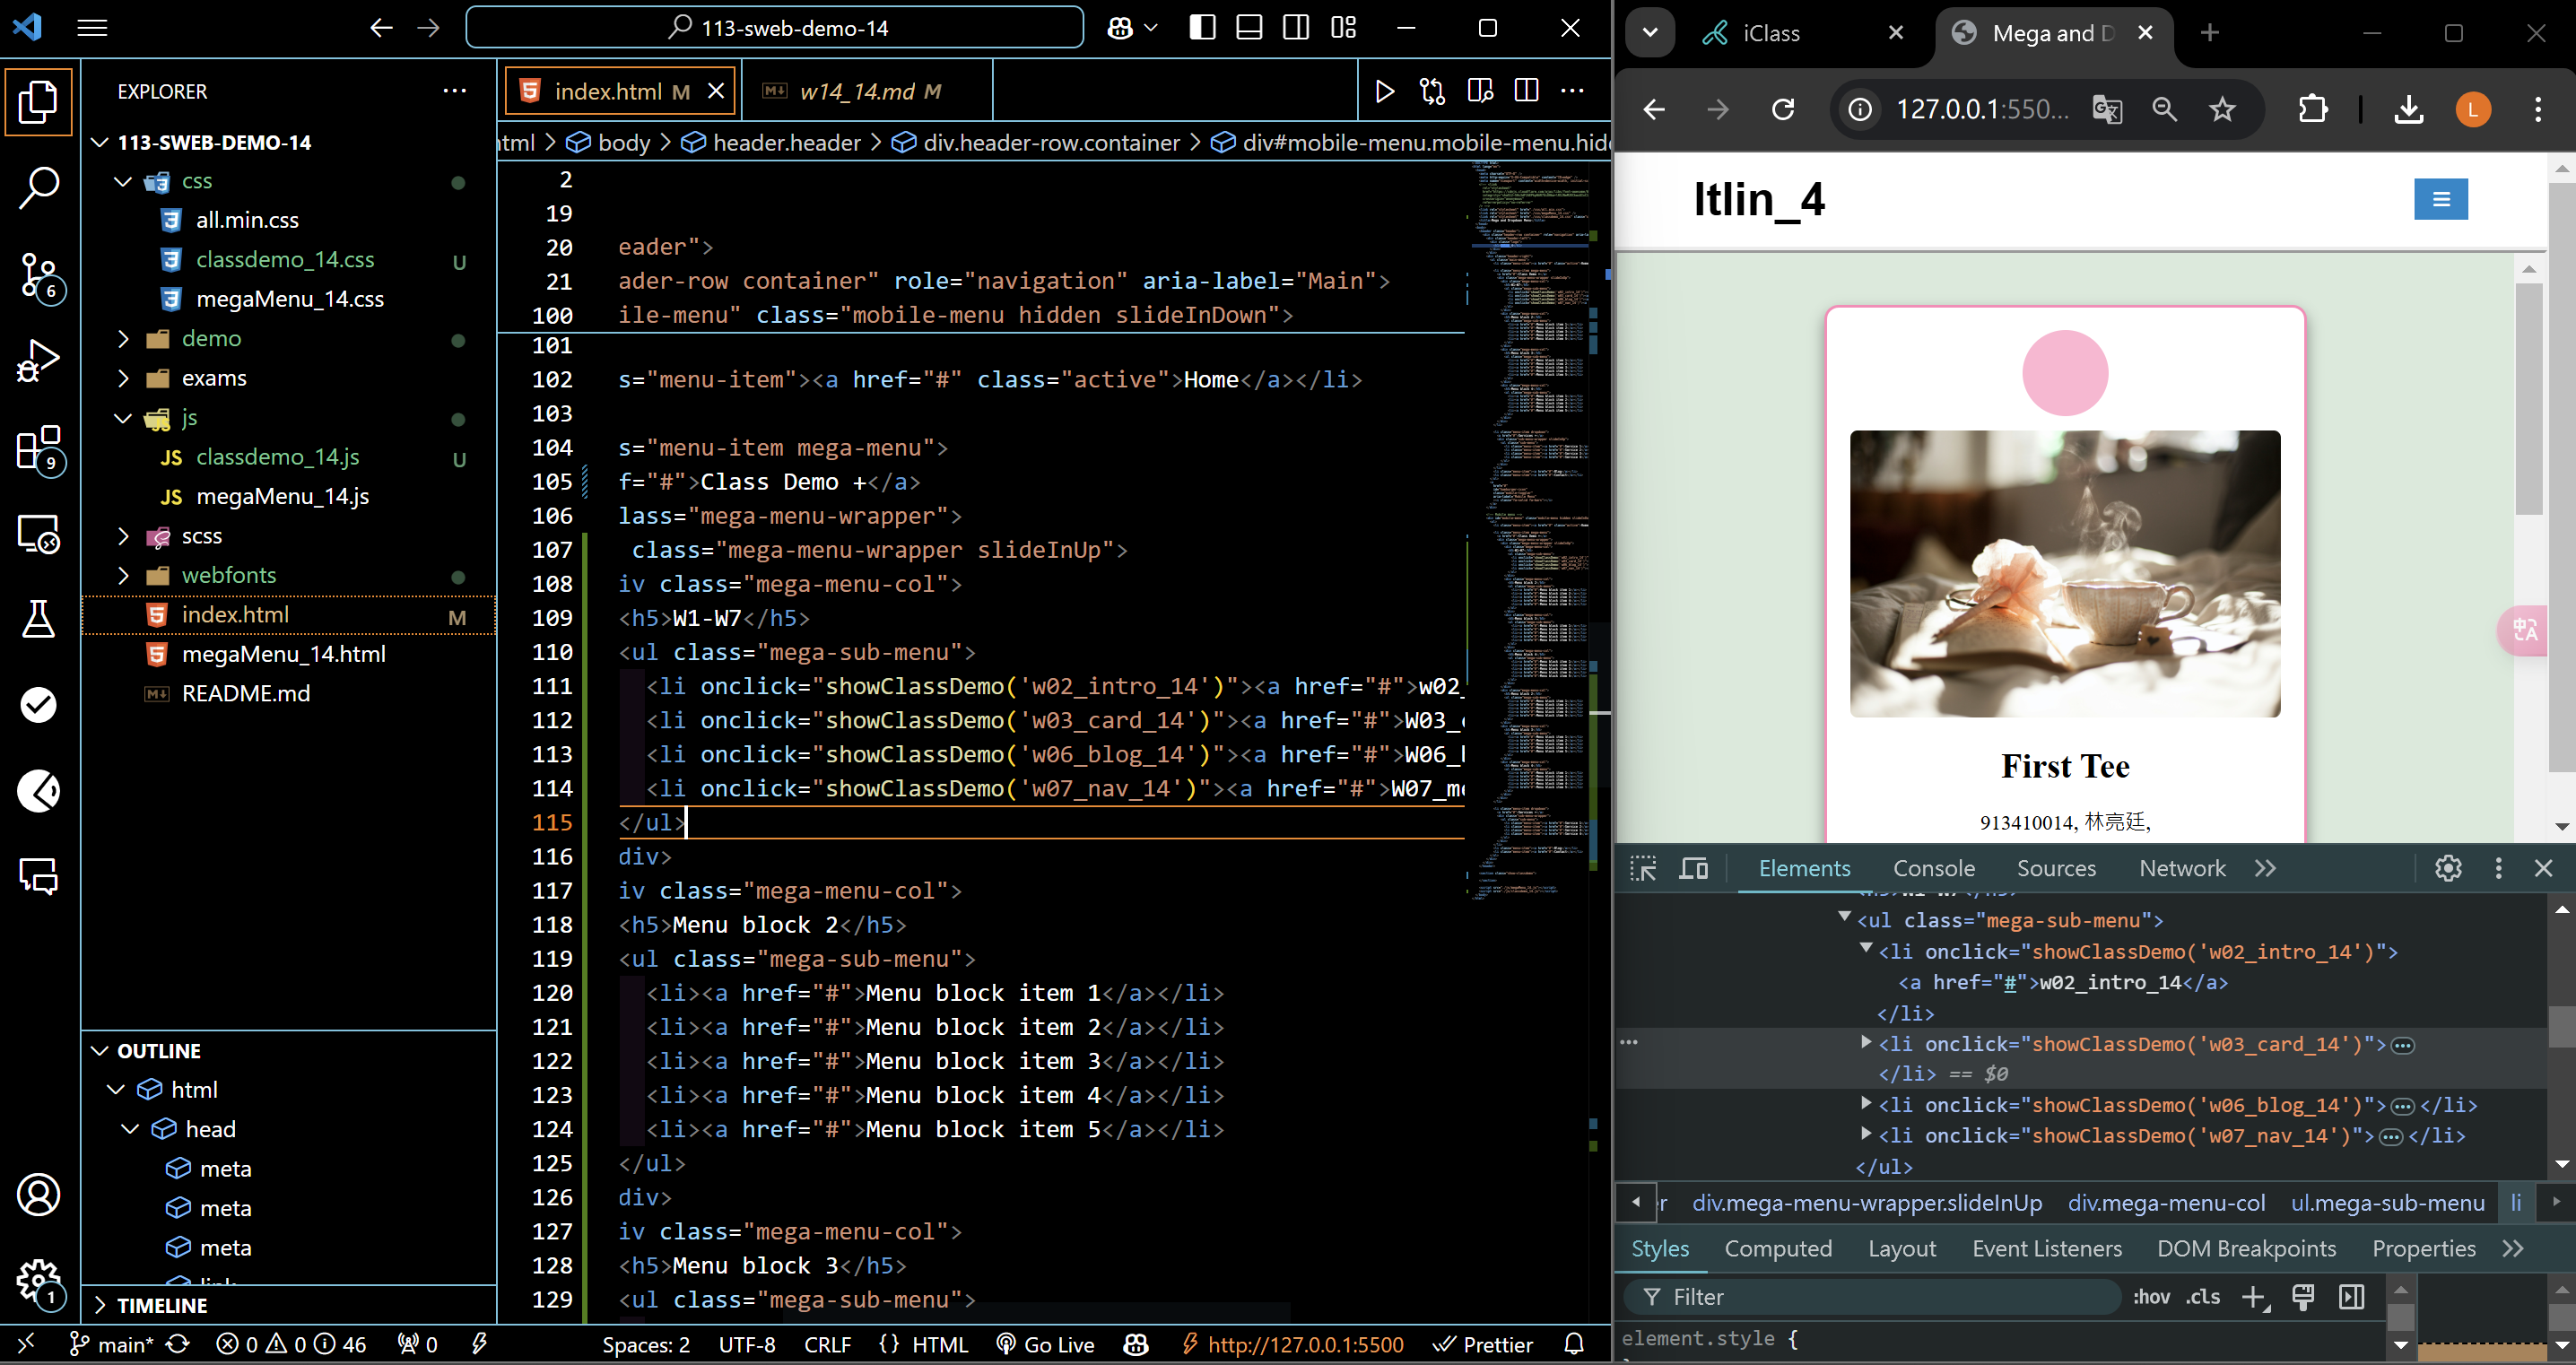 113-sweb-demo-14
EXPLORER
113-SWEB-DEMO-14
css
all.min.css
classdemo_14.css U
megaMenu_14.css
demo
exams
js
classdemo_14.js U
megaMenu_14.js
scss
webfonts
index.html M
megaMenu_14.html
README.md
OUTLINE
html
head
meta
meta
meta
TIMELINE
6
9
1
index.html M
w14_14.md M
body > header.header > div.header-row.container > div#mobile-menu.mobile-menu.hid
2
19
20 eader">
21 ader-row container" role="navigation" aria-label="Main">
100 ile-menu" class="mobile-menu hidden slideInDown">
101
102 s="menu-item"><a href="#" class="active">Home</a></li>
103
104 s="menu-item mega-menu">
105 f="#">Class Demo +</a>
106 lass="mega-menu-wrapper">
107 class="mega-menu-wrapper slideInUp">
108 iv class="mega-menu-col">
109 <h5>W1-W7</h5>
110 <ul class="mega-sub-menu">
111 <li onclick="showClassDemo('w02_intro_14')"><a href="#">w02_
112 <li onclick="showClassDemo('w03_card_14')"><a href="#">W03_
113 <li onclick="showClassDemo('w06_blog_14')"><a href="#">W06_
114 <li onclick="showClassDemo('w07_nav_14')"><a href="#">W07_m
115 </ul>
116 div>
117 iv class="mega-menu-col">
118 <h5>Menu block 2</h5>
119 <ul class="mega-sub-menu">
120 <li><a href="#">Menu block item 1</a></li>
121 <li><a href="#">Menu block item 2</a></li>
122 <li><a href="#">Menu block item 3</a></li>
123 <li><a href="#">Menu block item 4</a></li>
124 <li><a href="#">Menu block item 5</a></li>
125 </ul>
126 div>
127 iv class="mega-menu-col">
128 <h5>Menu block 3</h5>
129 <ul class="mega-sub-menu">
main* 0 0 46 0
Spaces: 2 UTF-8 CRLF {} HTML Go Live http://127.0.0.1:5500 Prettier
iClass
Mega and D
127.0.0.1:550...
L
ltlin_4
First Tee
913410014, 林亮廷,
Elements Console Sources Network
<ul class="mega-sub-menu">
<li onclick="showClassDemo('w02_intro_14')">
<a href="#">w02_intro_14</a>
</li>
<li onclick="showClassDemo('w03_card_14')">
</li> == $0
<li onclick="showClassDemo('w06_blog_14')"> </li>
<li onclick="showClassDemo('w07_nav_14')"> </li>
</ul>
er div.mega-menu-wrapper.slideInUp div.mega-menu-col ul.mega-sub-menu li
Styles Computed Layout Event Listeners DOM Breakpoints Properties
Filter :hov .cls
element.style {